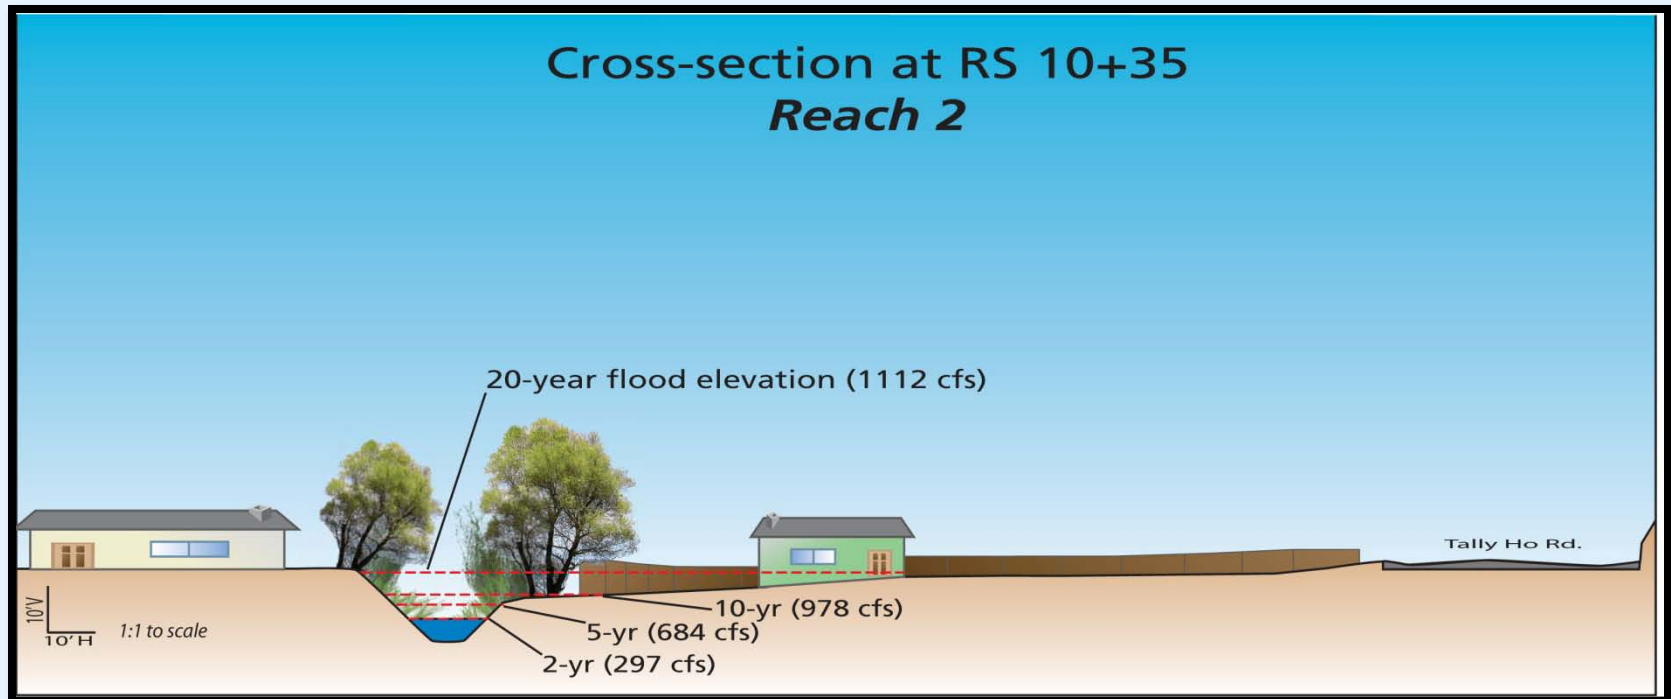 Cross-section at RS 10+35
Reach 2
20-year flood elevation (1112 cfs)
Tally Ho Rd.
10-yr (978 cfs)
5-yr (684 cfs)
2-yr (297 cfs)
10'V
10'H
1:1 to scale